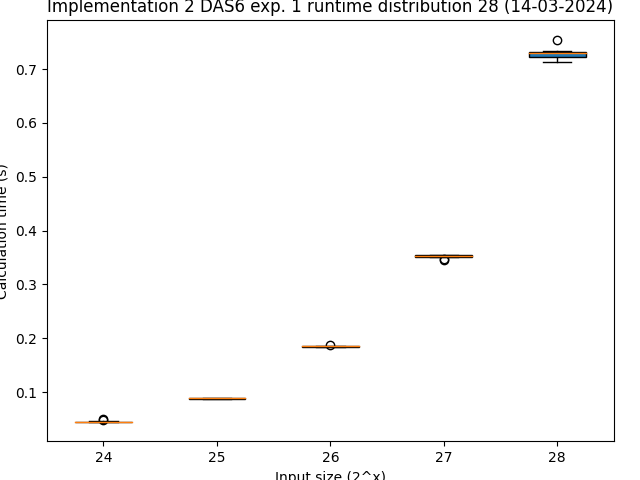 Implementation 2 DAS6 exp. 1 runtime distribution 28 (14-03-2024)
Calculation time (s)
0.7
0.6
0.5
0.4
0.3
0.2
0.1
24 25 26 27 28
Input size (2^x)